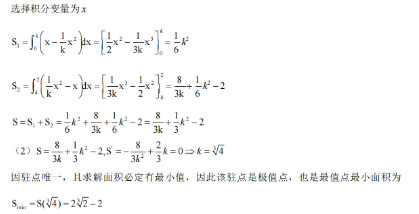 选择积分变量为 x
S₁ = ∫₀ᵏ (x − 1/k x²)dx = [1/2 x² − 1/3k x³]₀ᵏ = 1/6 k²
S₂ = ∫ₖ² (1/k x² − x)dx = [1/3k x³ − 1/2 x²]ₖ² = 8/3k + 1/6 k² − 2
S = S₁ + S₂ = 1/6 k² + 8/3k + 1/6 k² − 2 = 8/3k + 1/3 k² − 2
（2） S = 8/3k + 1/3 k² − 2, S' = − 8/3k² + 2/3 k = 0 ⇒ k = ∛4
因驻点唯一，且求解面积必定有最小值，因此该驻点是极值点，也是最值点最小面积为
Sₘᵢₙ = S(∛4) = 2∛2 − 2